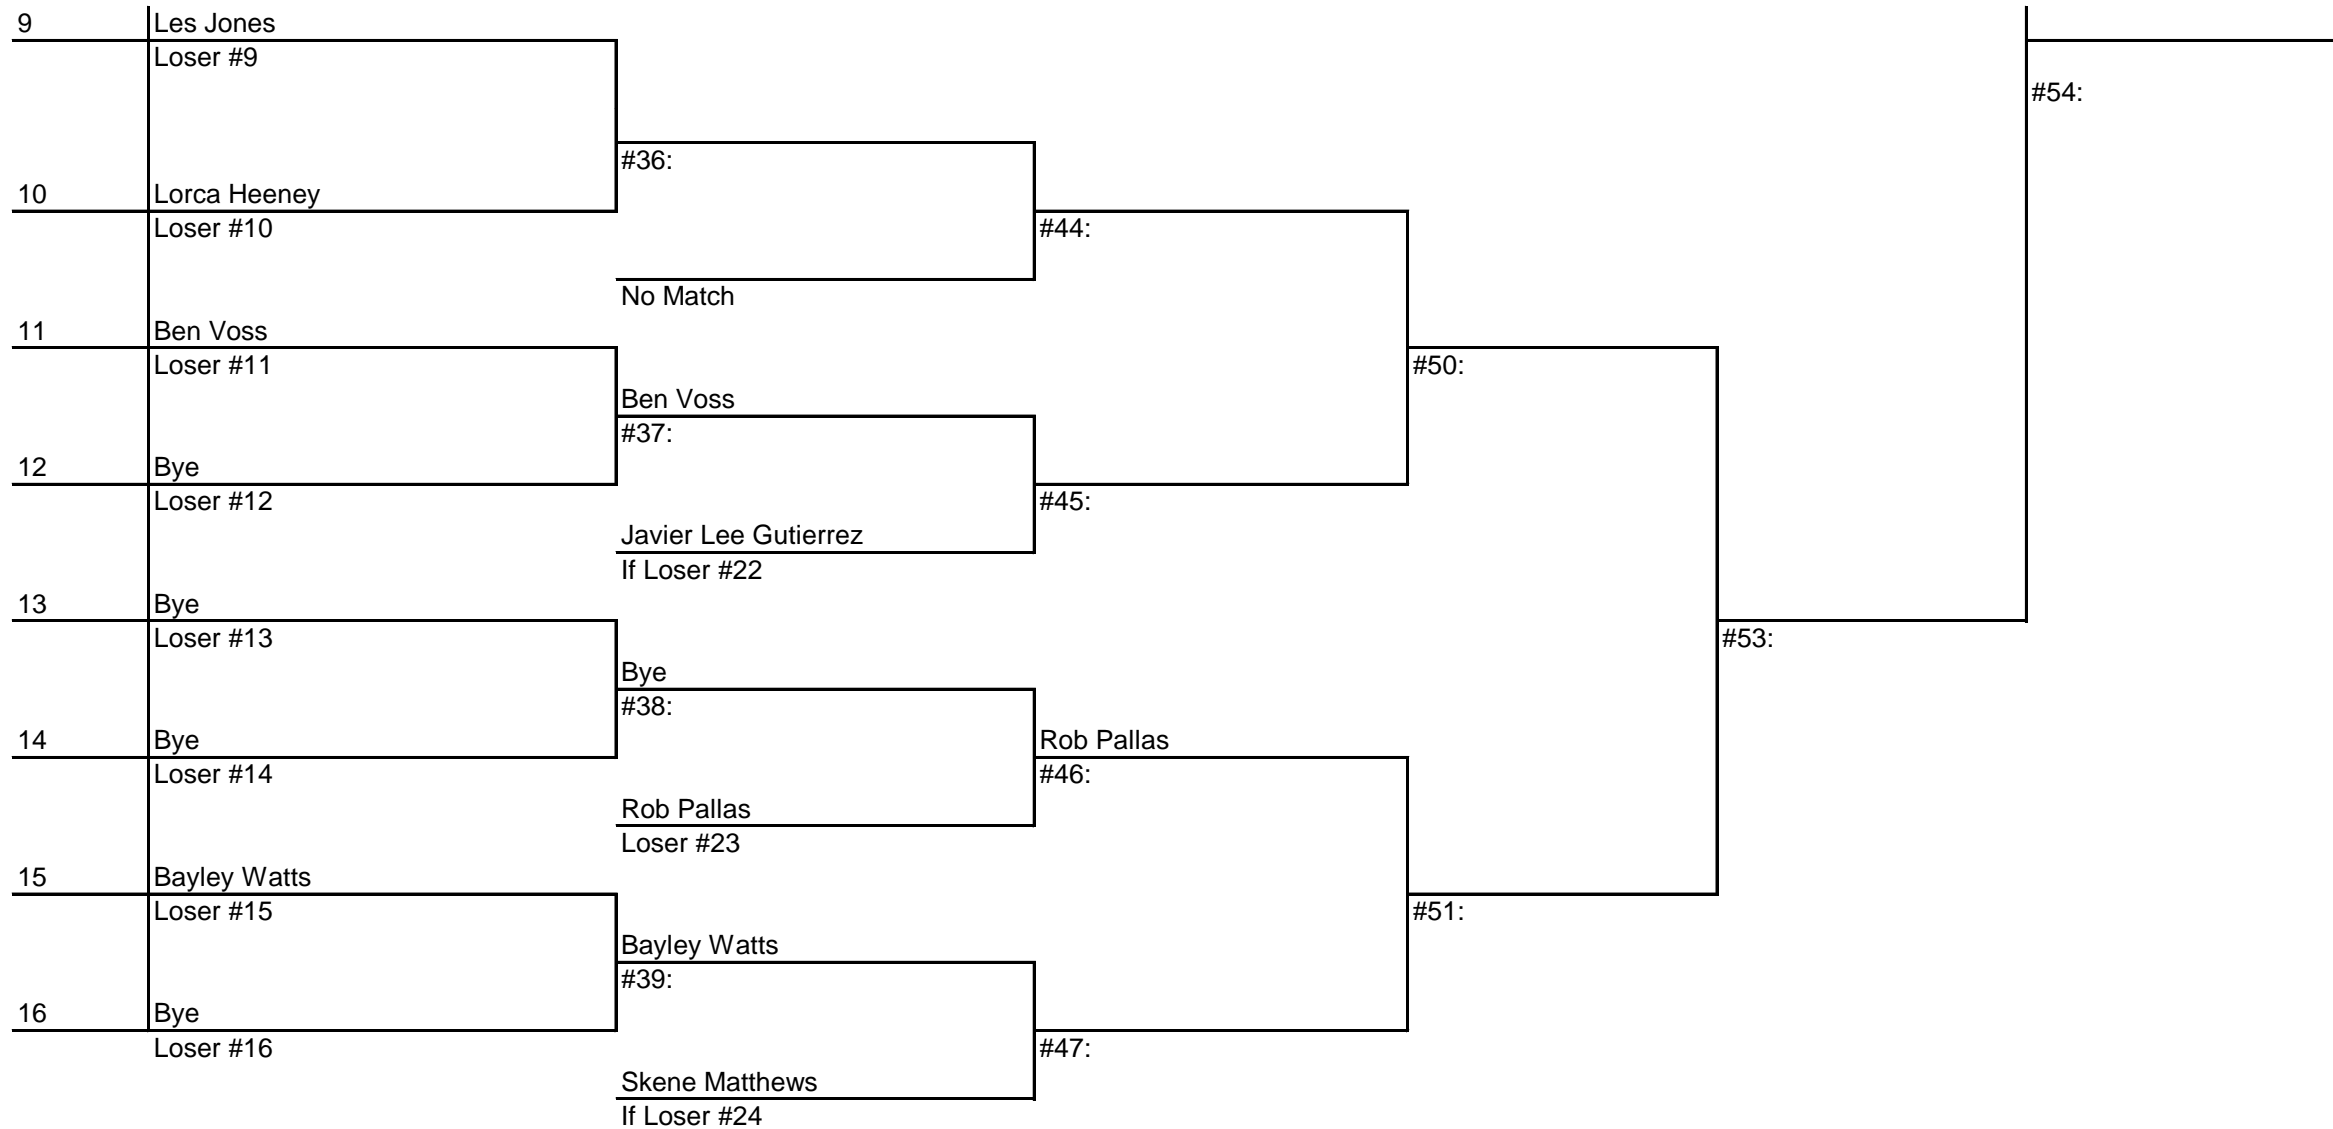 9 Les Jones
Loser #9
#54:
#36:
10 Lorca Heeney
Loser #10 #44:
No Match
11 Ben Voss
Loser #11 #50:
Ben Voss
#37:
12 Bye
Loser #12 #45:
Javier Lee Gutierrez
If Loser #22
13 Bye
Loser #13 #53:
Bye
#38:
14 Bye Rob Pallas
Loser #14 #46:
Rob Pallas
Loser #23
15 Bayley Watts
Loser #15 #51:
Bayley Watts
#39:
16 Bye
Loser #16 #47:
Skene Matthews
If Loser #24